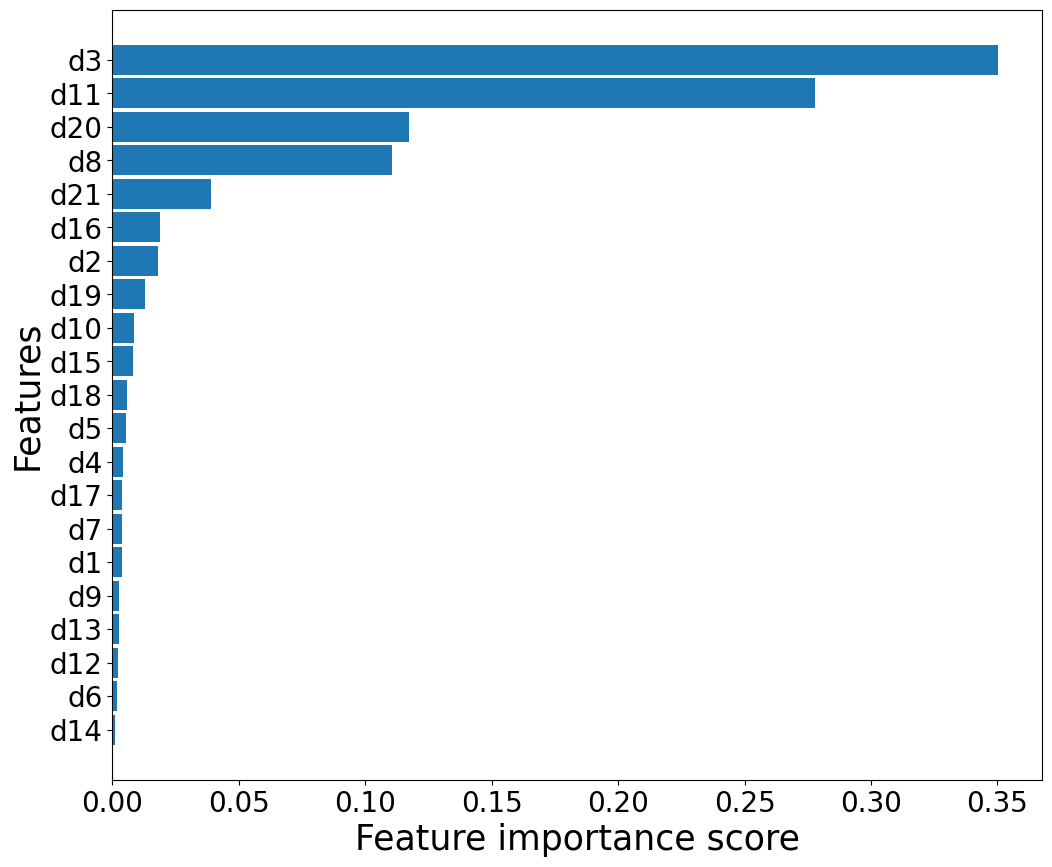 d3
d11
d20
d8
d21
d16
d2
d19
d10
d15
d18
d5
d4
d17
d7
d1
d9
d13
d12
d6
d14
Features
0.00 0.05 0.10 0.15 0.20 0.25 0.30 0.35
Feature importance score